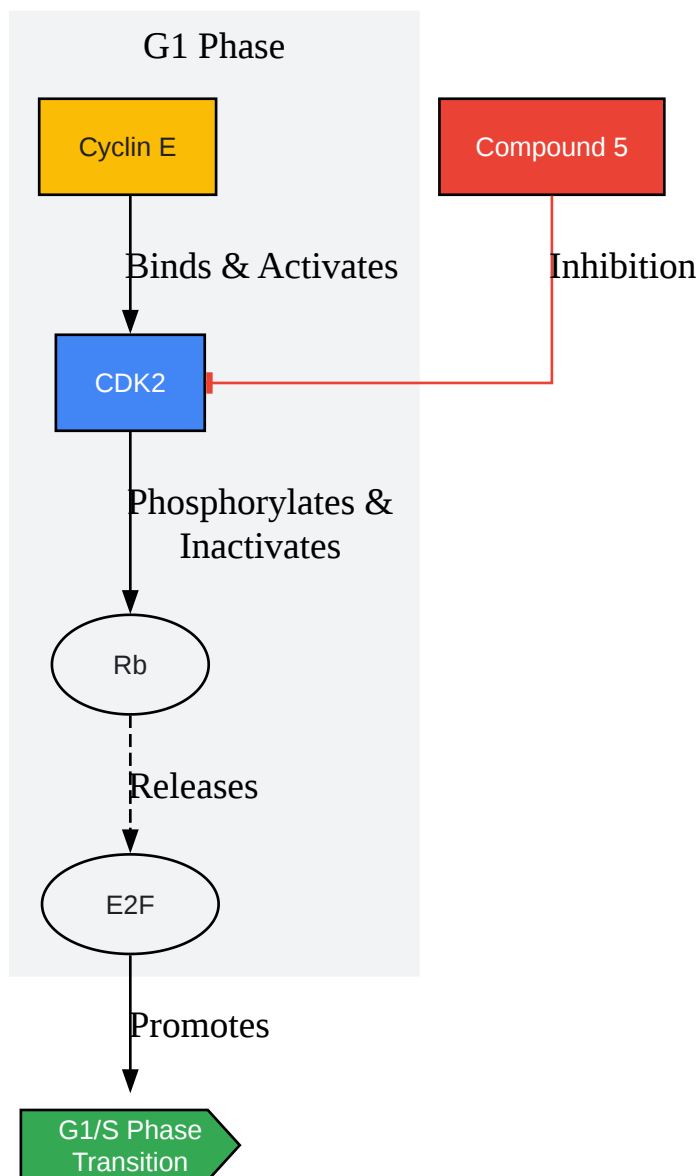 G1 Phase
Cyclin E
Compound 5
Binds & Activates
Inhibition
CDK2
Phosphorylates &
Inactivates
Rb
Releases
E2F
Promotes
G1/S Phase
Transition